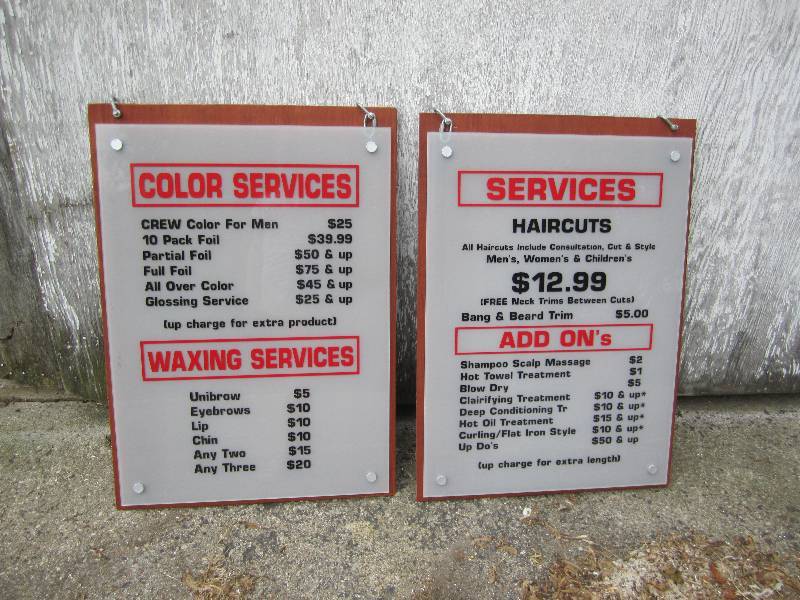 COLOR SERVICES
CREW Color For Men $25
10 Pack Foil $39.99
Partial Foil $50 & up
Full Foil $75 & up
All Over Color $45 & up
Glossing Service $25 & up
(up charge for extra product)
WAXING SERVICES
Unibrow $5
Eyebrows $10
Lip $10
Chin $10
Any Two $15
Any Three $20
SERVICES
HAIRCUTS
All Haircuts Include Consultation, Cut & Style
Men's, Women's & Children's
$12.99
(FREE Neck Trims Between Cuts)
Bang & Beard Trim $5.00
ADD ON's
Shampoo Scalp Massage $2
Hot Towel Treatment $1
Blow Dry $5
Clairifying Treatment $10 & up*
Deep Conditioning Tr $10 & up*
Hot Oil Treatment $15 & up*
Curling/Flat Iron Style $10 & up*
Up Do's $50 & up
(up charge for extra length)